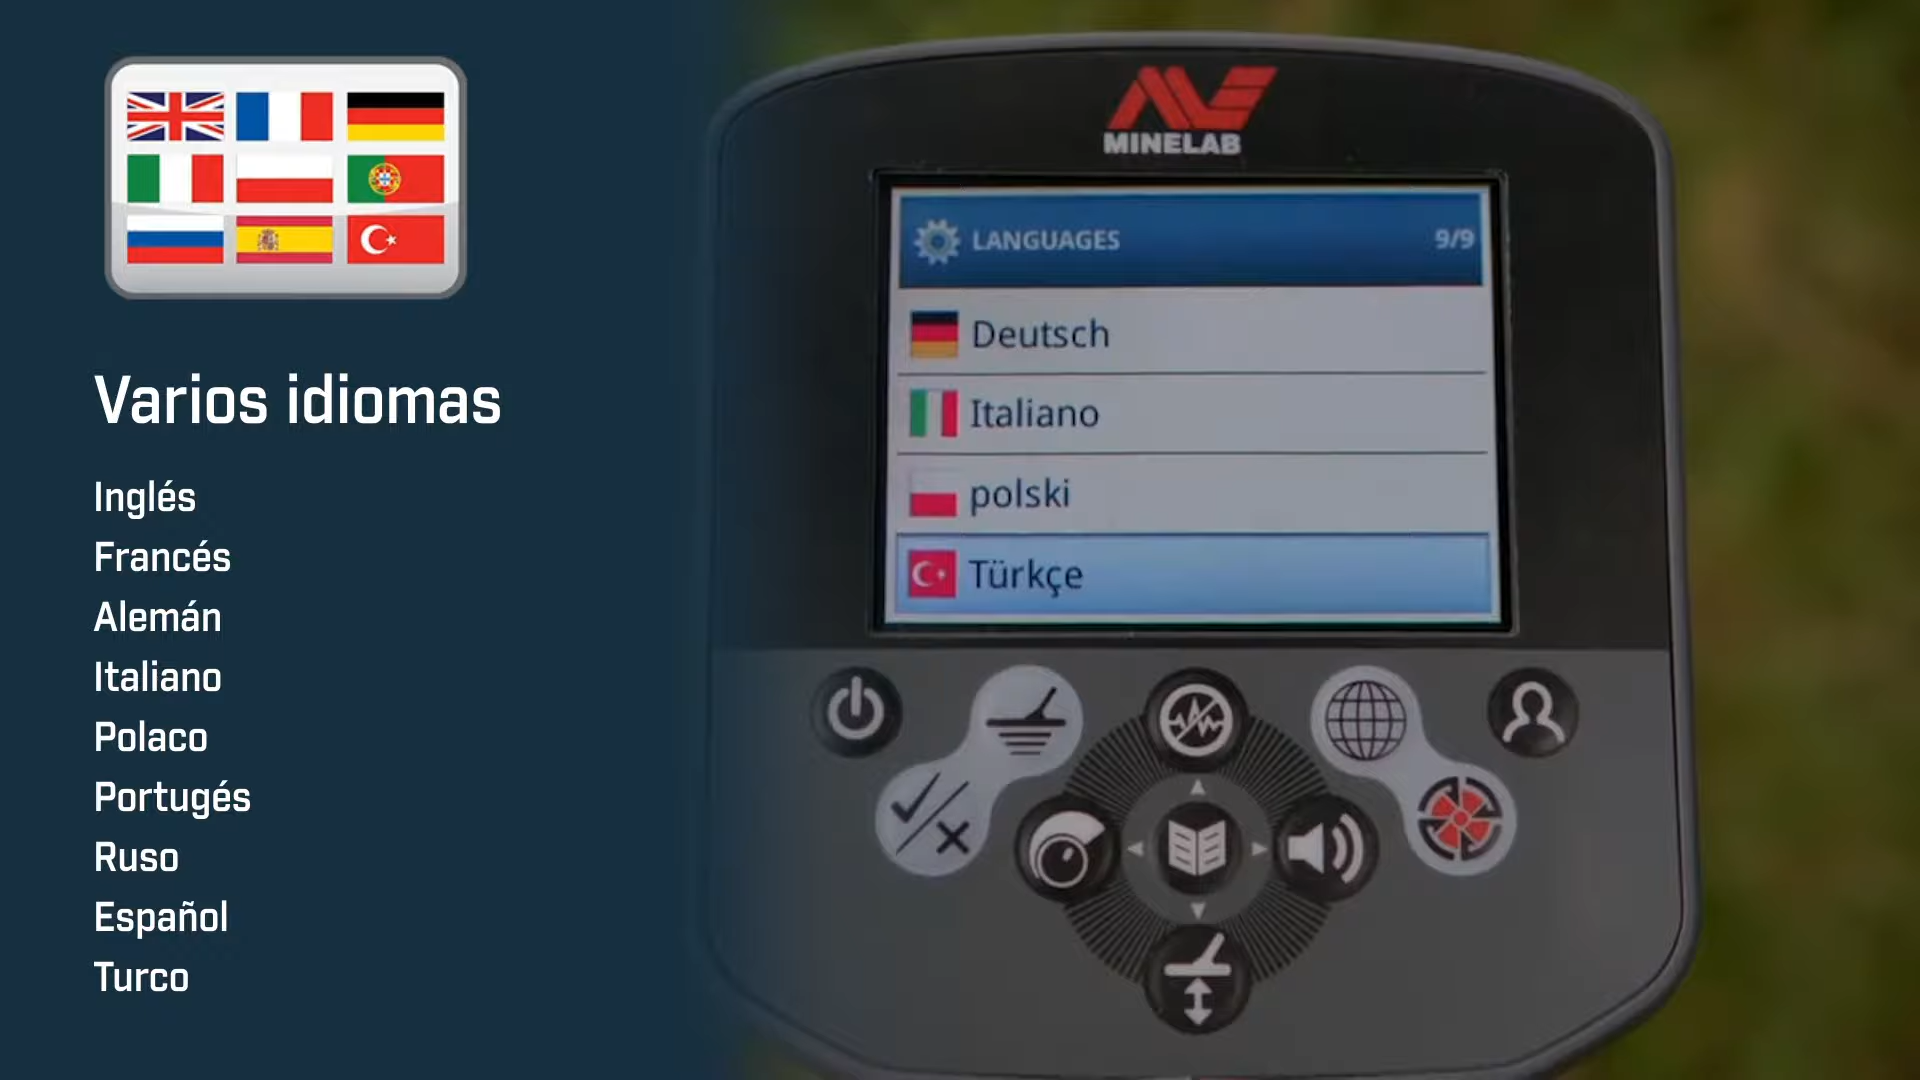 Varios idiomas
Inglés
Francés
Alemán
Italiano
Polaco
Portugés
Ruso
Español
Turco
MINELAB
LANGUAGES 9/9
Deutsch
Italiano
polski
Türkçe